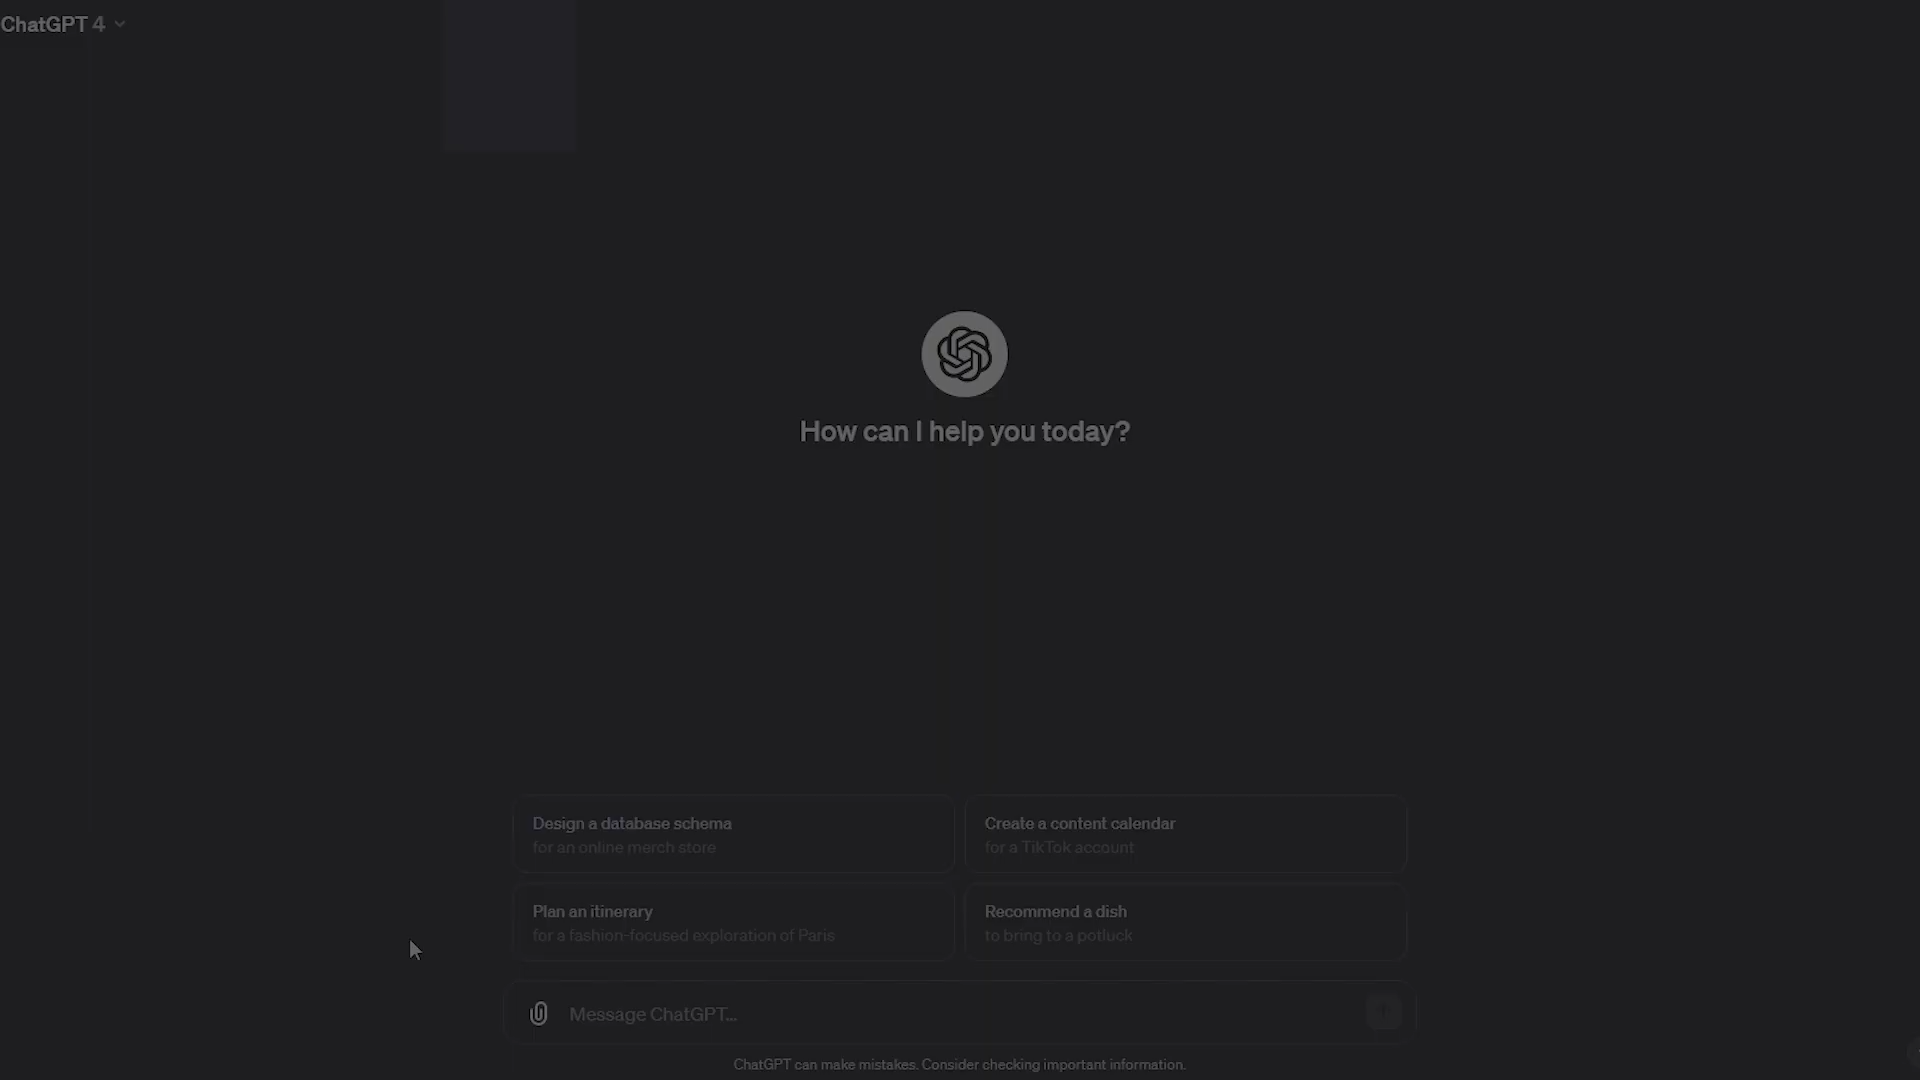 ChatGPT 4
How can I help you today?
Design a database schema
for an online merch store
Create a content calendar
for a TikTok account
Plan an itinerary
for a fashion-focused exploration of Paris
Recommend a dish
to bring to a potluck
Message ChatGPT...
ChatGPT can make mistakes. Consider checking important information.